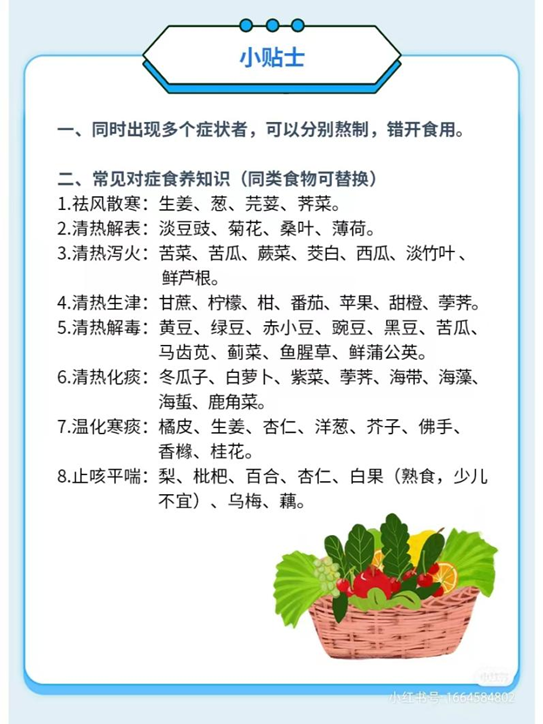 小贴士
一、同时出现多个症状者，可以分别熬制，错开食用。
二、常见对症食养知识（同类食物可替换）
1.祛风散寒：生姜、葱、芫荽、荠菜。
2.清热解表：淡豆豉、菊花、桑叶、薄荷。
3.清热泻火：苦菜、苦瓜、蕨菜、茭白、西瓜、淡竹叶、
鲜芦根。
4.清热生津：甘蔗、柠檬、柑、番茄、苹果、甜橙、荸荠。
5.清热解毒：黄豆、绿豆、赤小豆、豌豆、黑豆、苦瓜、
马齿苋、蓟菜、鱼腥草、鲜蒲公英。
6.清热化痰：冬瓜子、白萝卜、紫菜、荸荠、海带、海藻、
海蜇、鹿角菜。
7.温化寒痰：橘皮、生姜、杏仁、洋葱、芥子、佛手、
香橼、桂花。
8.止咳平喘：梨、枇杷、百合、杏仁、白果（熟食，少儿
不宜）、乌梅、藕。
小红书号 1664584802